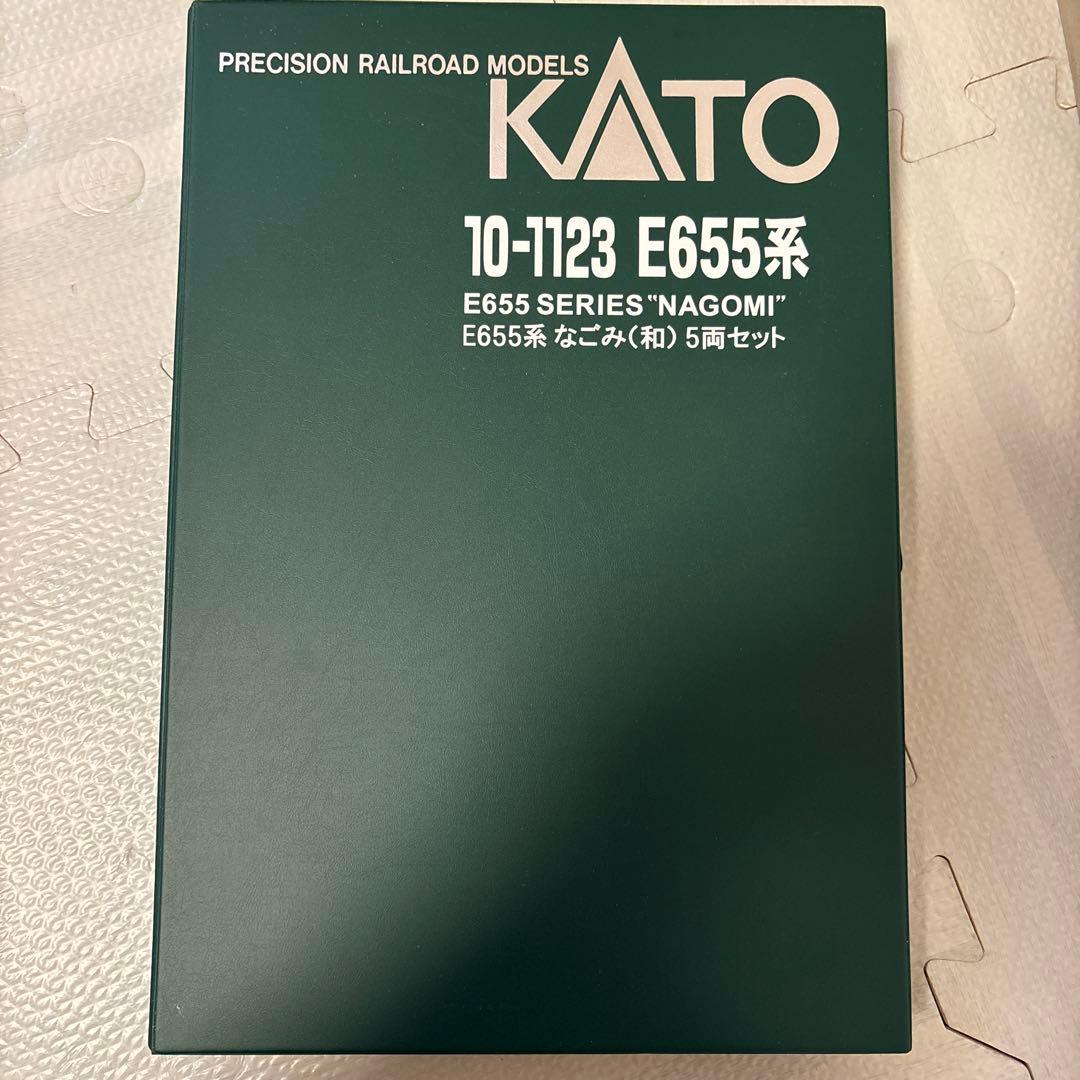 PRECISION RAILROAD MODELS
KATO
10-1123 E655系
E655 SERIES "NAGOMI"
E655系 なごみ(和) 5両セット